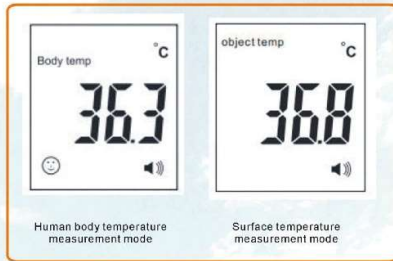 Body temp
°C
36.3
object temp
°C
36.8
Human body temperature
measurement mode
Surface temperature
measurement mode